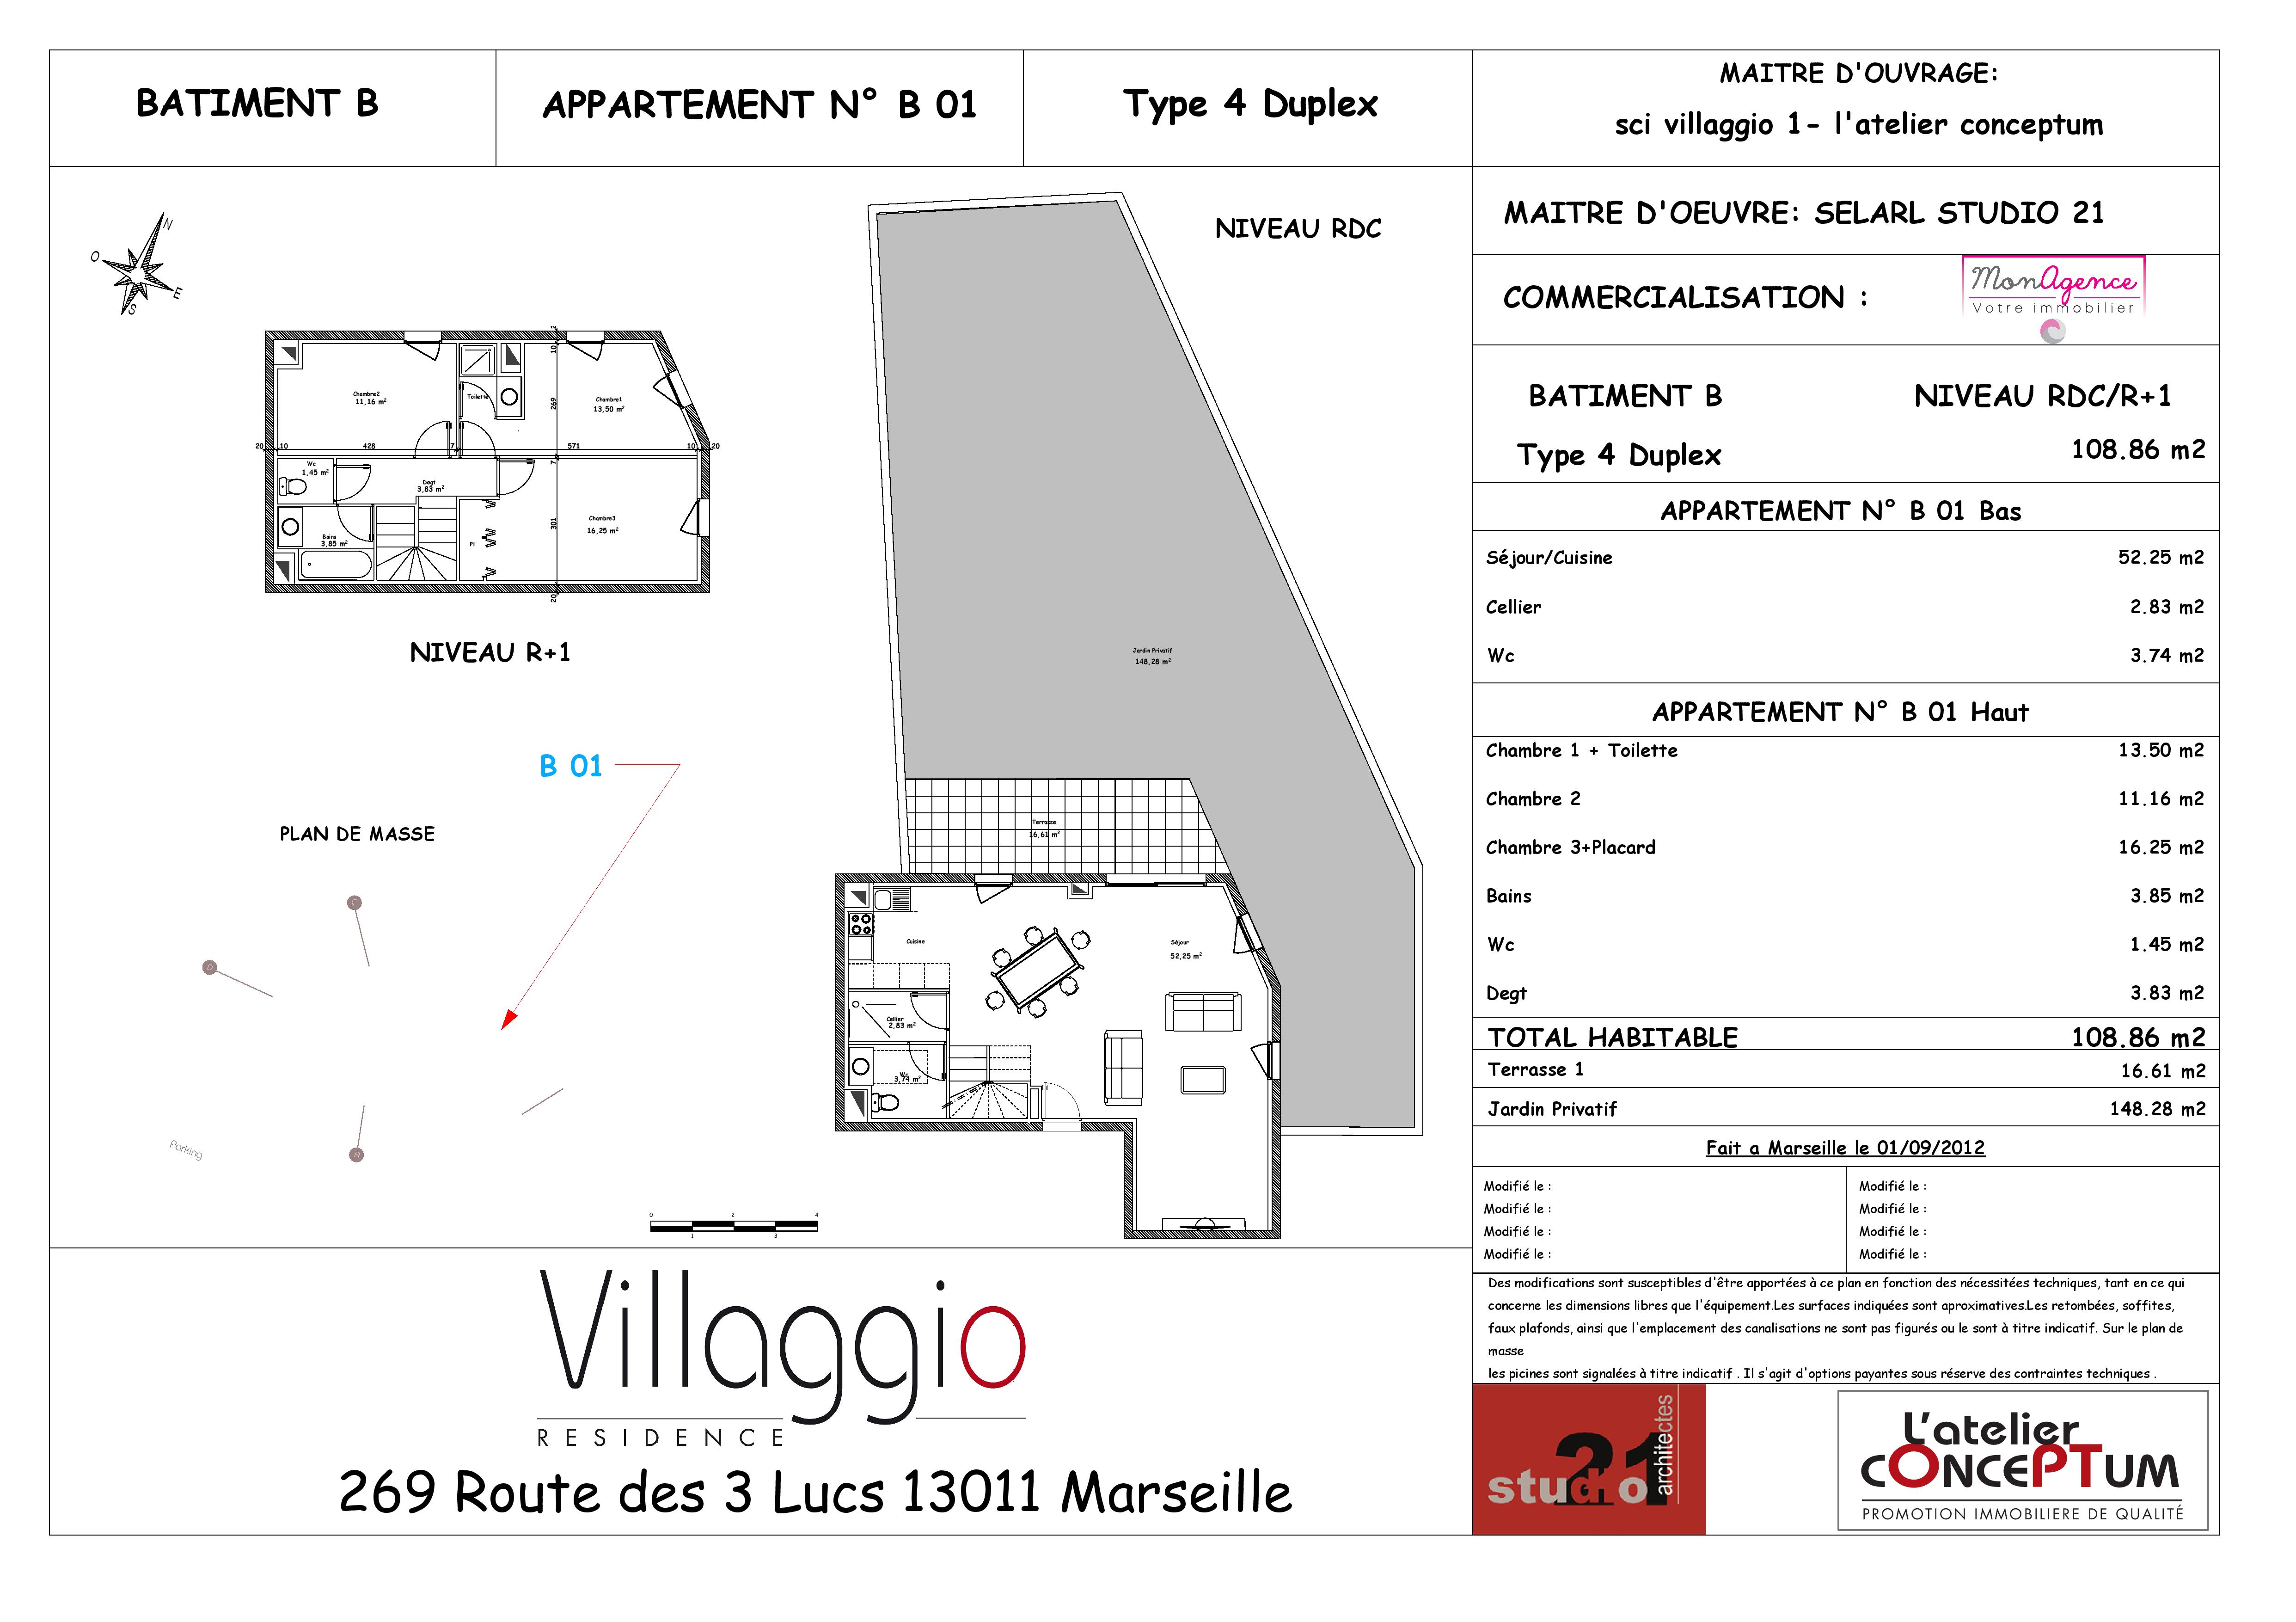 BATIMENT B
APPARTEMENT N° B 01
Type 4 Duplex
MAITRE D'OUVRAGE:
sci villaggio 1- l'atelier conceptum
N
O
E
S
NIVEAU RDC
MAITRE D'OEUVRE: SELARL STUDIO 21
COMMERCIALISATION :
MonAgence
Votre immobilier
BATIMENT B
NIVEAU RDC/R+1
Type 4 Duplex
108.86 m2
APPARTEMENT N° B 01 Bas
Séjour/Cuisine
52.25 m2
Cellier
2.83 m2
Wc
3.74 m2
APPARTEMENT N° B 01 Haut
Chambre 1 + Toilette
13.50 m2
Chambre 2
11.16 m2
Chambre 3+Placard
16.25 m2
Bains
3.85 m2
Wc
1.45 m2
Degt
3.83 m2
TOTAL HABITABLE
108.86 m2
Terrasse 1
16.61 m2
Jardin Privatif
148.28 m2
Fait a Marseille le 01/09/2012
Modifié le :
Modifié le :
Modifié le :
Modifié le :
Modifié le :
Modifié le :
Modifié le :
Modifié le :
Des modifications sont susceptibles d'être apportées à ce plan en fonction des nécessitées techniques, tant en ce qui
concerne les dimensions libres que l'équipement.Les surfaces indiquées sont aproximatives.Les retombées, soffites,
faux plafonds, ainsi que l'emplacement des canalisations ne sont pas figurés ou le sont à titre indicatif. Sur le plan de
masse
les picines sont signalées à titre indicatif . Il s'agit d'options payantes sous réserve des contraintes techniques .
studio
21
architectes
L'atelier
CONCEPTUM
PROMOTION IMMOBILIERE DE QUALITÉ
Chambre2
11,16 m²
Toilette
Chambre1
13,50 m²
2
10
269
20
10
428
7
571
10
20
7
Wc
1,45 m²
Degt
3,83 m²
Bains
3,85 m²
Pl
301
Chambre3
16,25 m²
20
NIVEAU R+1
B 01
PLAN DE MASSE
C
D
A
Parking
Jardin Privatif
148,28 m²
Terrasse
16,61 m²
Cuisine
Séjour
52,25 m²
Cellier
2,83 m²
Wc
3,74 m²
0
2
4
1
3
Villaggio
RESIDENCE
269 Route des 3 Lucs 13011 Marseille